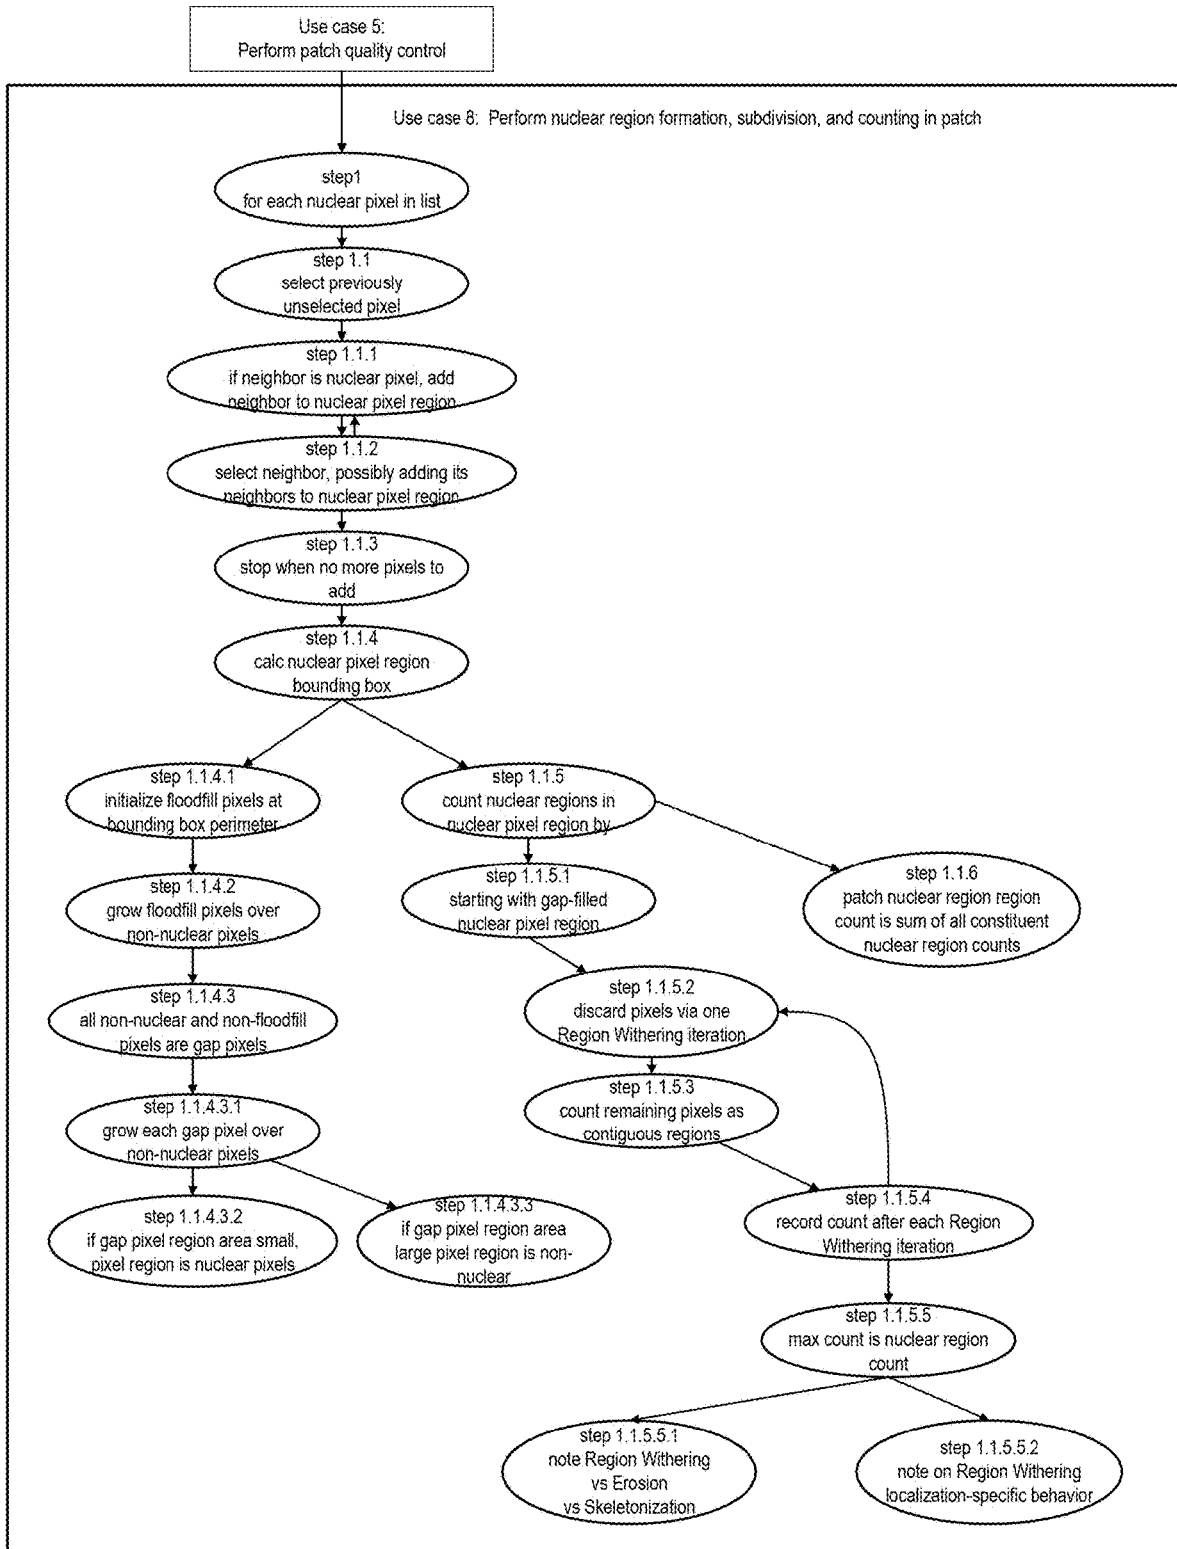 Use case 5:
Perform patch quality control
Use case 8:  Perform nuclear region formation, subdivision, and counting in patch
step1
for each nuclear pixel in list
step 1.1
select previously
unselected pixel
step 1.1.1
if neighbor is nuclear pixel, add
neighbor to nuclear pixel region
step 1.1.2
select neighbor, possibly adding its
neighbors to nuclear pixel region
step 1.1.3
stop when no more pixels to
add
step 1.1.4
calc nuclear pixel region
bounding box
step 1.1.4.1
initialize floodfill pixels at
bounding box perimeter
step 1.1.5
count nuclear regions in
nuclear pixel region by
step 1.1.6
patch nuclear region region
count is sum of all constituent
nuclear region counts
step 1.1.4.2
grow floodfill pixels over
non-nuclear pixels
step 1.1.5.1
starting with gap-filled
nuclear pixel region
step 1.1.4.3
all non-nuclear and non-floodfill
pixels are gap pixels
step 1.1.5.2
discard pixels via one
Region Withering iteration
step 1.1.4.3.1
grow each gap pixel over
non-nuclear pixels
step 1.1.5.3
count remaining pixels as
contiguous regions
step 1.1.4.3.2
if gap pixel region area small,
pixel region is nuclear pixels
step 1.1.4.3.3
if gap pixel region area
large pixel region is non-
nuclear
step 1.1.5.4
record count after each Region
Withering iteration
step 1.1.5.5
max count is nuclear region
count
step 1.1.5.5.1
note Region Withering
vs Erosion
vs Skeletonization
step 1.1.5.5.2
note on Region Withering
localization-specific behavior